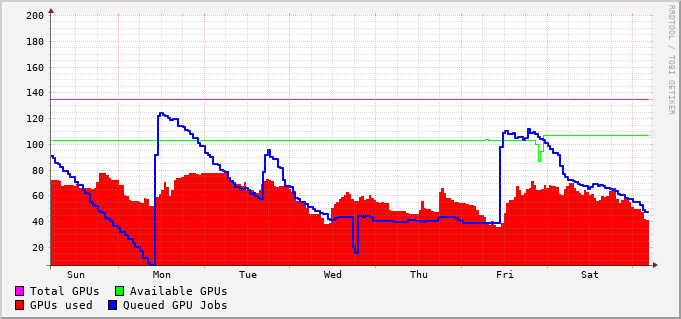 200
180
160
140
120
100
80
60
40
20
Sun Mon Tue Wed Thu Fri Sat
Total GPUs Available GPUs
GPUs used Queued GPU Jobs
RRDTOOL / TOBI OETIKER